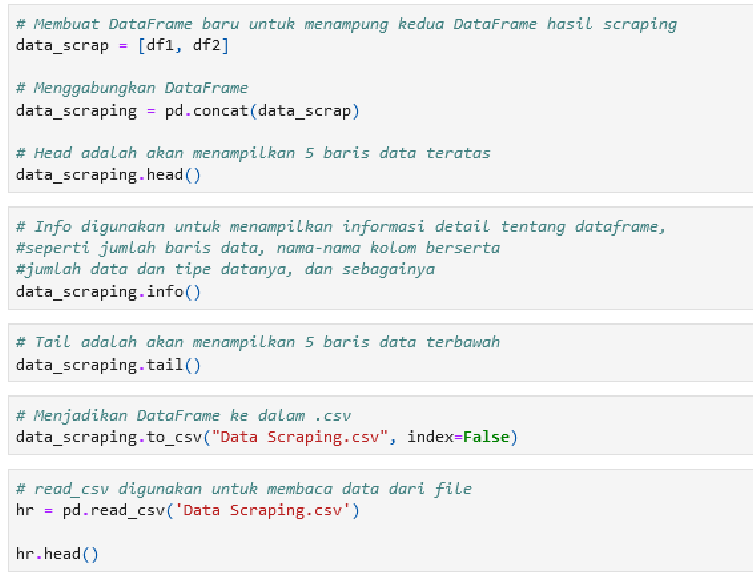 # Membuat DataFrame baru untuk menampung kedua DataFrame hasil scraping
data_scrap = [df1, df2]
# Menggabungkan DataFrame
data_scraping = pd.concat(data_scrap)
# Head adalah akan menampilkan 5 baris data teratas
data_scraping.head()
# Info digunakan untuk menampilkan informasi detail tentang dataframe,
#seperti jumlah baris data, nama-nama kolom berserta
#jumlah data dan tipe datanya, dan sebagainya
data_scraping.info()
# Tail adalah akan menampilkan 5 baris data terbawah
data_scraping.tail()
# Menjadikan DataFrame ke dalam .csv
data_scraping.to_csv("Data Scraping.csv", index=False)
# read_csv digunakan untuk membaca data dari file
hr = pd.read_csv('Data Scraping.csv')
hr.head()